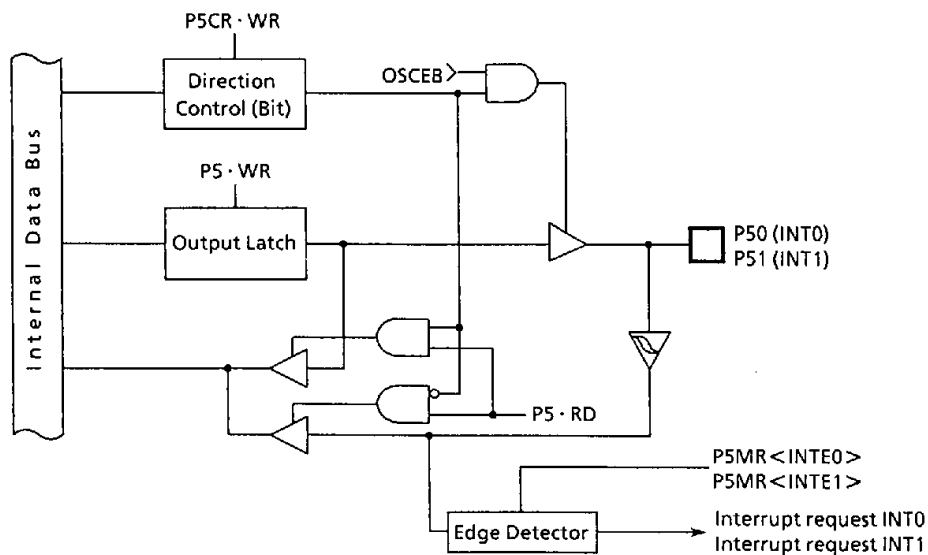 P5CR · WR
Internal Data Bus
Direction
Control (Bit)
OSCEB
P5 · WR
Output Latch
P50 (INT0)
P51 (INT1)
P5 · RD
P5MR<INTE0>
P5MR<INTE1>
Edge Detector
Interrupt request INT0
Interrupt request INT1